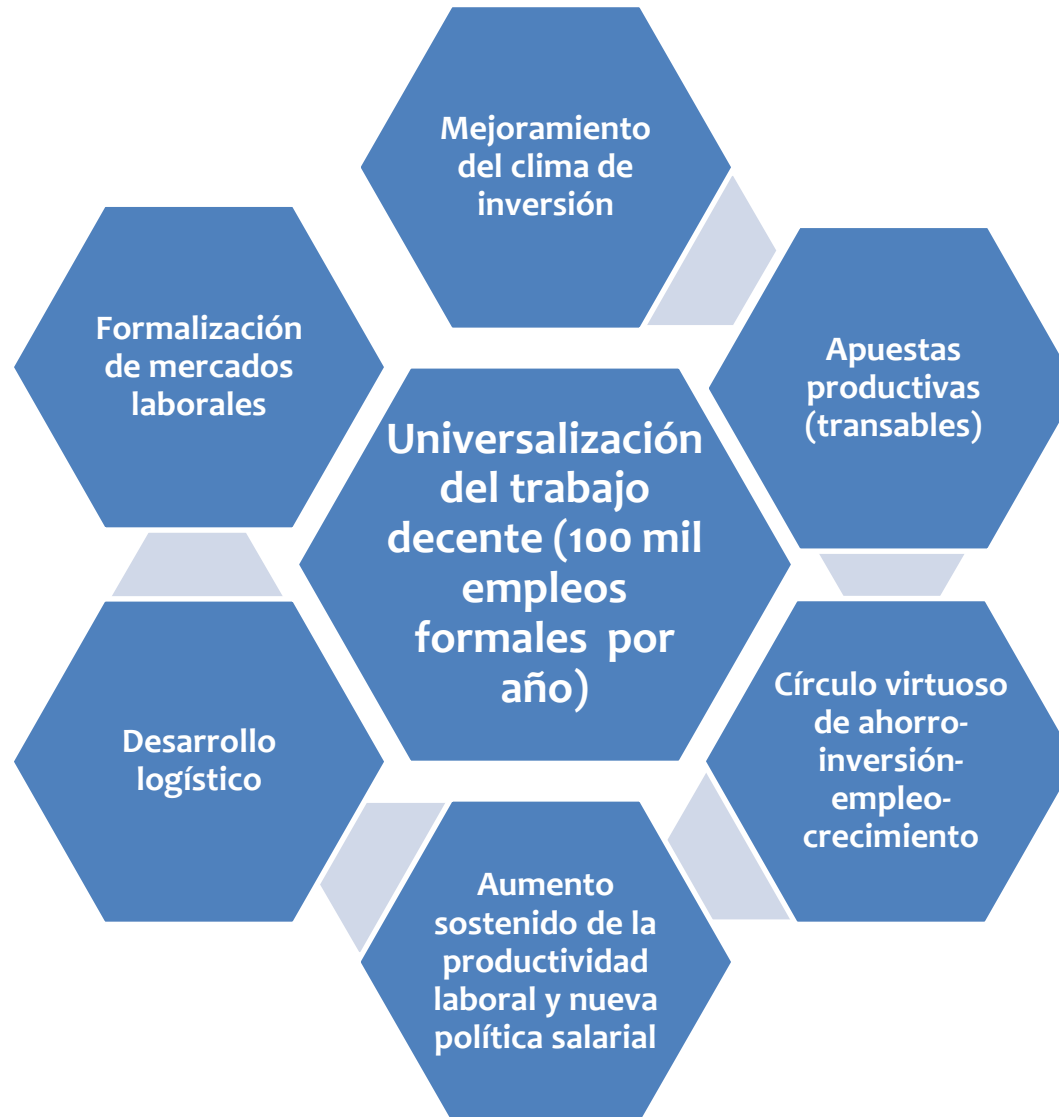 Mejoramiento
del clima de
inversión
Formalización
de mercados
laborales
Apuestas
productivas
(transables)
Universalización
del trabajo
decente (100 mil
empleos
formales por
año)
Desarrollo
logístico
Círculo virtuoso
de ahorro-
inversión-
empleo-
crecimiento
Aumento
sostenido de la
productividad
laboral y nueva
política salarial